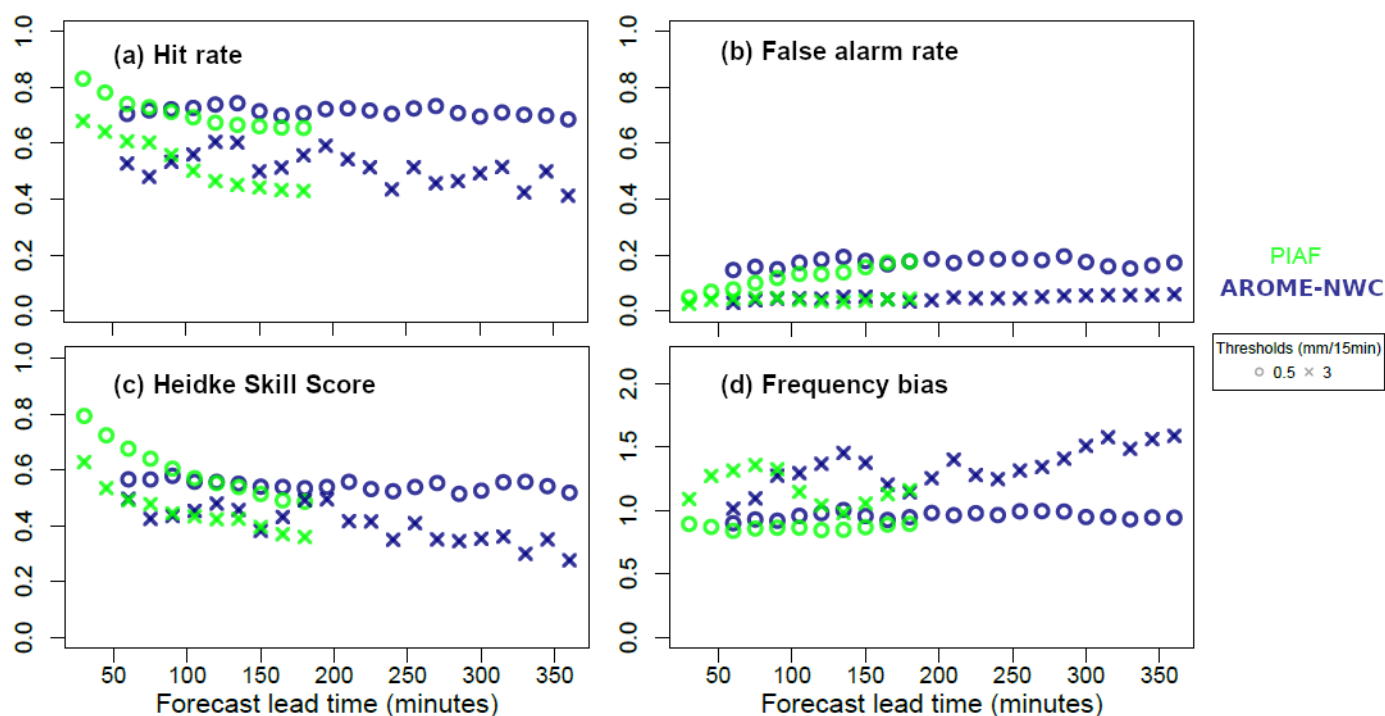 (a) Hit rate
0.0 0.2 0.4 0.6 0.8 1.0
(b) False alarm rate
0.0 0.2 0.4 0.6 0.8 1.0
PIAF
AROME-NWC
Thresholds (mm/15min)
0.5 3
(c) Heidke Skill Score
0.0 0.2 0.4 0.6 0.8 1.0
(d) Frequency bias
0.0 0.5 1.0 1.5 2.0
50 100 150 200 250 300 350
Forecast lead time (minutes)
50 100 150 200 250 300 350
Forecast lead time (minutes)